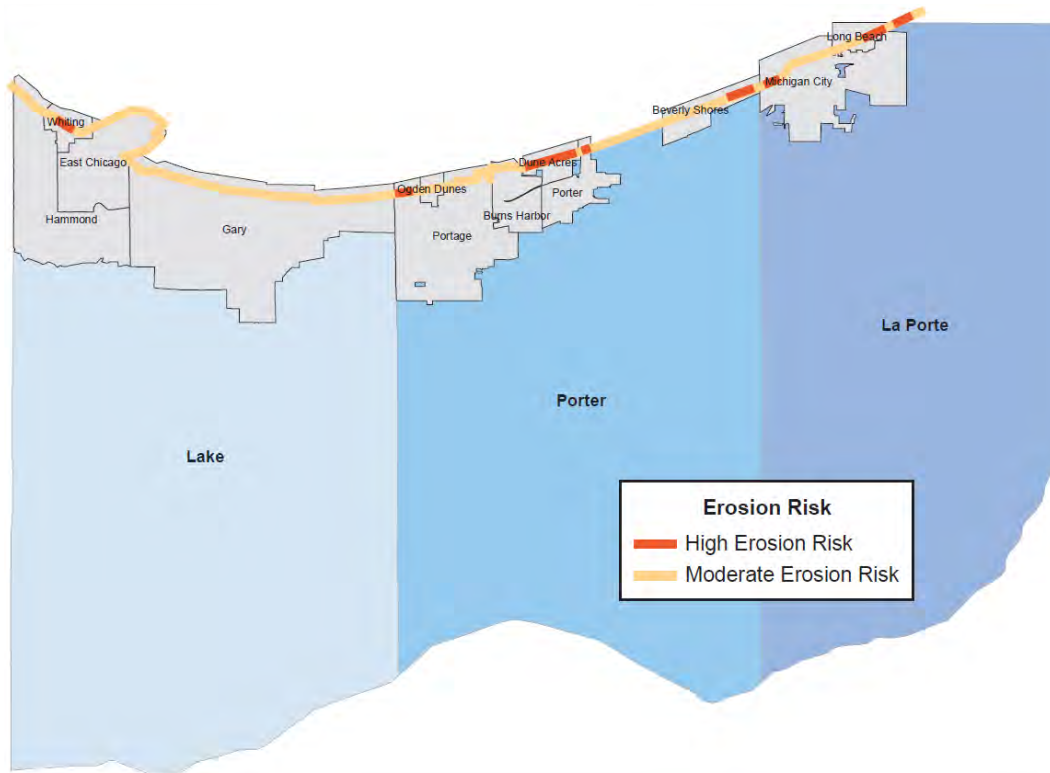 Long Beach
Michigan City
Beverly Shores
Whiting
East Chicago
Dune Acres
Ogden Dunes
Porter
Hammond
Burns Harbor
Gary
Portage
La Porte
Porter
Lake
Erosion Risk
High Erosion Risk
Moderate Erosion Risk